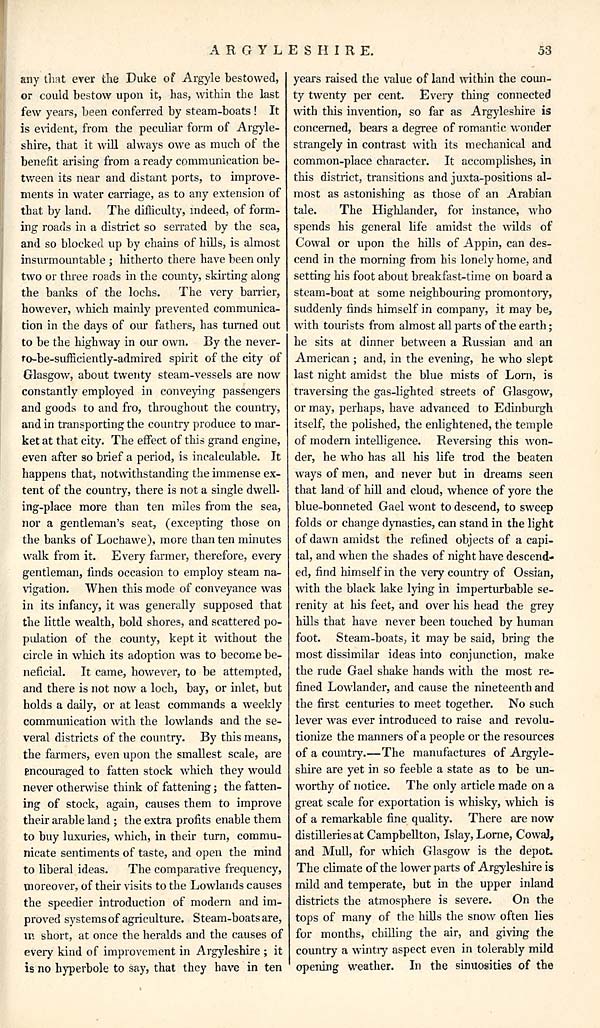 ARGYLESHIRE.
53
any that ever the Duke of Argyle bestowed,
or could bestow upon it, has, within the last
few years, been conferred by steam-boats! It
is evident, from the peculiar form of Argyle-
shire, that it will always owe as much of the
benefit arising from a ready communication be-
tween its near and distant ports, to improve-
ments in water carriage, as to any extension of
that by land. The difficulty, indeed, of form-
ing roads in a district so serrated by the sea,
and so blocked up by chains of hills, is almost
insurmountable; hitherto there have been only
two or three roads in the county, skirting along
the banks of the lochs. The very barrier,
however, which mainly prevented communica-
tion in the days of our fathers, has turned out
to be the highway in our own. By the never-
to-be-sufficiently-admired spirit of the city of
Glasgow, about twenty steam-vessels are now
constantly employed in conveying passengers
and goods to and fro, throughout the country,
and in transporting the country produce to mar-
ket at that city. The effect of this grand engine,
even after so brief a period, is incalculable. It
happens that, notwithstanding the immense ex-
tent of the country, there is not a single dwell-
ing-place more than ten miles from the sea,
nor a gentleman's seat, (excepting those on
the banks of Lochawe), more than ten minutes
walk from it. Every farmer, therefore, every
gentleman, finds occasion to employ steam na-
vigation. When this mode of conveyance was
in its infancy, it was generally supposed that
the little wealth, bold shores, and scattered po-
pulation of the county, kept it without the
circle in which its adoption was to become be-
neficial. It came, however, to be attempted,
and there is not now a loch, bay, or inlet, but
holds a daily, or at least commands a weekly
communication with the lowlands and the se-
veral districts of the country. By this means,
the farmers, even upon the smallest scale, are
encouraged to fatten stock which they would
never otherwise think of fattening; the fatten-
ing of stock, again, causes them to improve
their arable land; the extra profits enable them
to buy luxuries, which, in their turn, commu-
nicate sentiments of taste, and open the mind
to liberal ideas. The comparative frequency,
moreover, of their visits to the Lowlands causes
the speedier introduction of modern and im-
proved systems of agriculture. Steam-boats are,
in short, at once the heralds and the causes of
every kind of improvement in Argyleshire; it
is no hyperbole to say, that they have in ten
years raised the value of land within the coun-
ty twenty per cent. Every thing connected
with this invention, so far as Argyleshire is
concerned, bears a degree of romantic wonder
strangely in contrast with its mechanical and
common-place character. It accomplishes, in
this district, transitions and juxta-positions al-
most as astonishing as those of an Arabian
tale. The Highlander, for instance, who
spends his general life amidst the wilds of
Cowal or upon the hills of Appin, can des-
cend in the morning from his lonely home, and
setting his foot about breakfast-time on board a
steam-boat at some neighbouring promontory,
suddenly finds himself in company, it may be,
with tourists from almost all parts of the earth;
he sits at dinner between a Russian and an
American; and, in the evening, he who slept
last night amidst the blue mists of Lorn, is
traversing the gas-lighted streets of Glasgow,
or may, perhaps, have advanced to Edinburgh
itself, the polished, the enlightened, the temple
of modern intelligence. Reversing this won-
der, he who has all his life trod the beaten
ways of men, and never but in dreams seen
that land of hill and cloud, whence of yore the
blue-bonneted Gael wont to descend, to sweep
folds or change dynasties, can stand in the light
of dawn amidst the refined objects of a capi-
tal, and when the shades of night have descend-
ed, find himself in the very country of Ossian,
with the black lake lying in imperturbable se-
renity at his feet, and over his head the grey
hills that have never been touched by human
foot. Steam-boats, it may be said, bring the
most dissimilar ideas into conjunction, make
the rude Gael shake hands with the most re-
fined Lowlander, and cause the nineteenth and
the first centuries to meet together. No such
lever was ever introduced to raise and revolu-
tionize the manners of a people or the resources
of a country.—The manufactures of Argyle-
shire are yet in so feeble a state as to be un-
worthy of notice. The only article made on a
great scale for exportation is whisky, which is
of a remarkable fine quality. There are now
distilleries at Campbellton, Islay, Lorne, Cowal,
and Mull, for which Glasgow is the depot.
The climate of the lower parts of Argyleshire is
mild and temperate, but in the upper inland
districts the atmosphere is severe. On the
tops of many of the hills the snow often lies
for months, chilling the air, and giving the
country a wintry aspect even in tolerably mild
opening weather. In the sinuosities of the